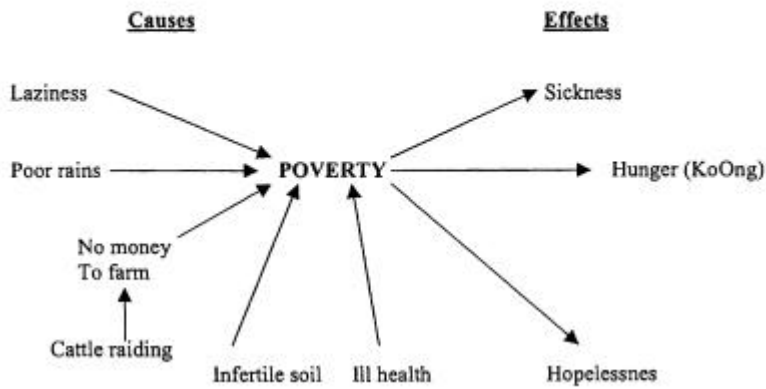 Causes
Effects
Laziness
Sickness
Poor rains
POVERTY
Hunger (KoOng)
No money
To farm
Cattle raiding
Infertile soil
Ill health
Hopelessnes